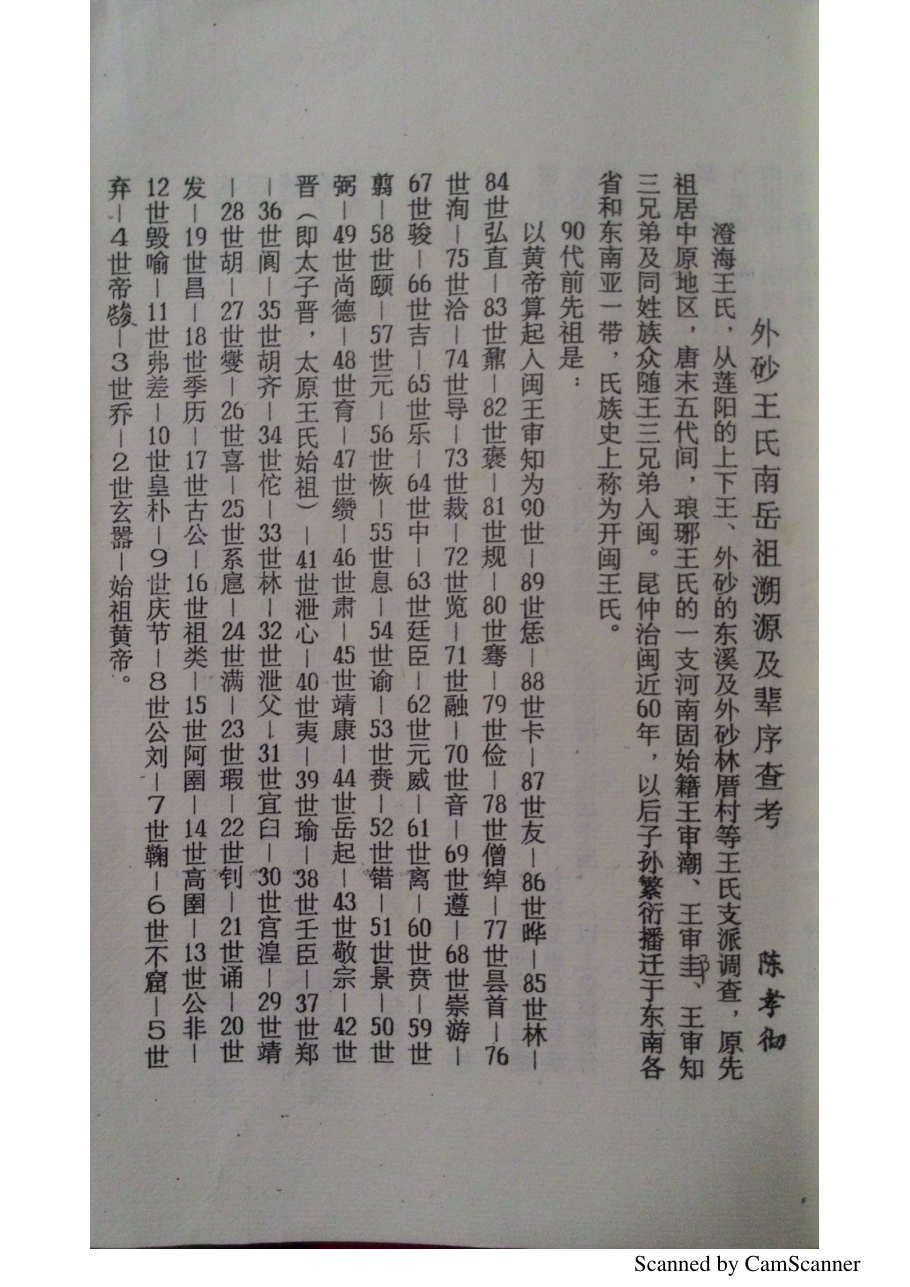 外砂王氏南岳祖溯源及辈序查考
陈孝彻
澄海王氏，从莲阳的上下王、外砂的东溪及外砂林厝村等王氏支派调查，原先
祖居中原地区，唐末五代间，琅琊王氏的一支河南固始籍王审潮、王审邽、王审知
三兄弟及同姓族众随王三兄弟入闽。昆仲治闽近60年，以后子孙繁衍播迁于东南各
省和东南亚一带，氏族史上称为开闽王氏。
90代前先祖是：
以黄帝算起入闽王审知为90世—89世恁—88世卡—87世友—86世晔—85世林—
84世弘直—83世鼐—82世褒—81世规—80世骞—79世俭—78世僧绰—77世昙首—76
世洵—75世洽—74世导—73世裁—72世览—71世融—70世音—69世遵—68世崇游—
67世骏—66世吉—65世乐—64世中—63世廷臣—62世元威—61世离—60世贲—59世
翦—58世颐—57世元—56世恢—55世息—54世谕—53世赉—52世错—51世景—50世
弼—49世尚德—48世育—47世缵—46世肃—45世靖康—44世岳起—43世敬宗—42世
晋（即太子晋，太原王氏始祖）—41世泄心—40世夷—39世瑜—38世壬臣—37世郑
—36世阆—35世胡齐—34世佗—33世林—32世泄父—31世宜臼—30世宫湟—29世靖
—28世胡—27世燮—26世喜—25世系扈—24世满—23世瑕—22世钊—21世诵—20世
发—19世昌—18世季历—17世古公—16世祖类—15世阿圉—14世高圉—13世公非—
12世毁喻—11世弗差—10世皇朴—9世庆节—8世公刘—7世鞠—6世不窟—5世
弃—4世帝—3世乔—2世玄嚣—始祖黄帝。
Scanned by CamScanner